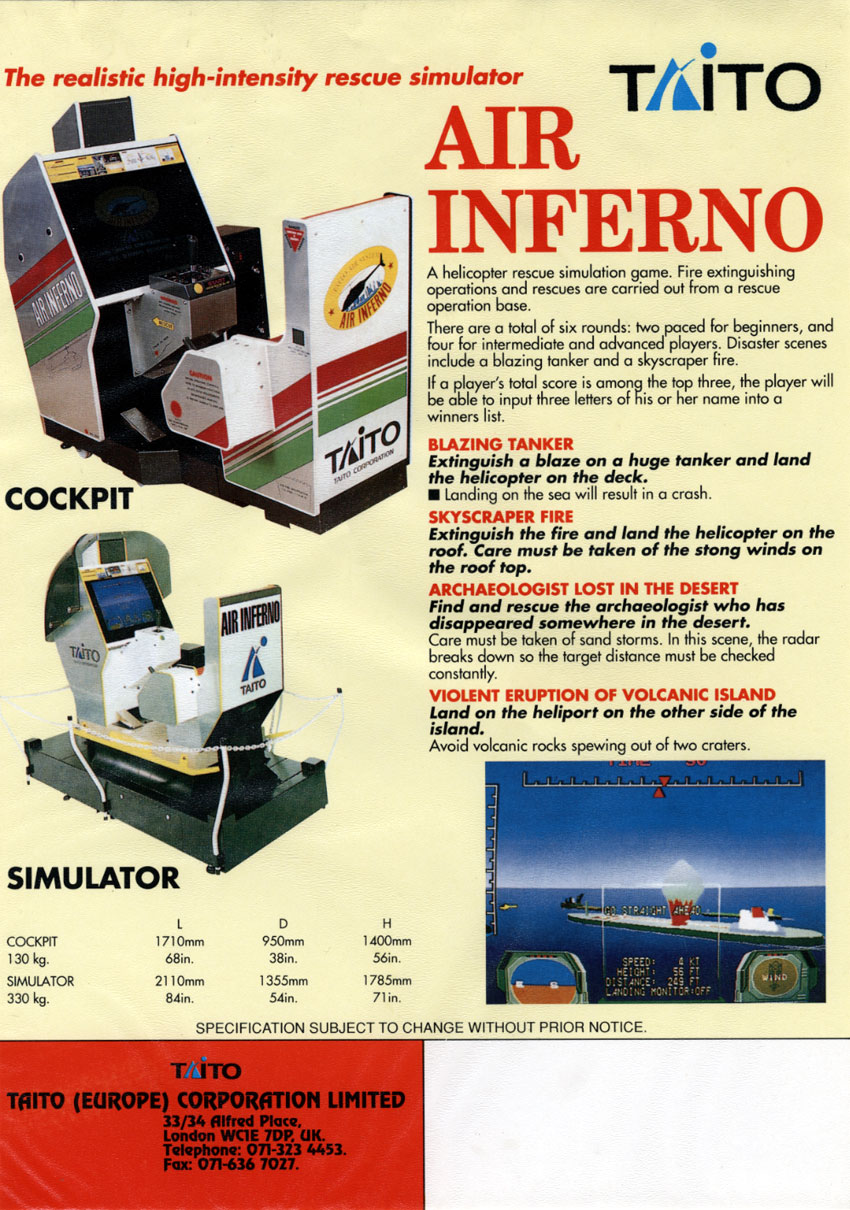 The realistic high-intensity rescue simulator
TAITO
AIR
INFERNO
A helicopter rescue simulation game. Fire extinguishing
operations and rescues are carried out from a rescue
operation base.
There are a total of six rounds: two paced for beginners, and
four for intermediate and advanced players. Disaster scenes
include a blazing tanker and a skyscraper fire.
If a player's total score is among the top three, the player will
be able to input three letters of his or her name into a
winners list.
BLAZING TANKER
Extinguish a blaze on a huge tanker and land
the helicopter on the deck.
■ Landing on the sea will result in a crash.
SKYSCRAPER FIRE
Extinguish the fire and land the helicopter on the
roof. Care must be taken of the stong winds on
the roof top.
ARCHAEOLOGIST LOST IN THE DESERT
Find and rescue the archaeologist who has
disappeared somewhere in the desert.
Care must be taken of sand storms. In this scene, the radar
breaks down so the target distance must be checked
constantly.
VIOLENT ERUPTION OF VOLCANIC ISLAND
Land on the heliport on the other side of the
island.
Avoid volcanic rocks spewing out of two craters.
AIR INFERNO
AIR INFERNO
CAUTION
TAITO
TAITO CORPORATION
COCKPIT
AIR INFERNO
TAITO
TAITO
SIMULATOR
TIME 90
GO STRAIGHT AHEAD
SPEED: 4 KT
HEIGHT: 56 FT
DISTANCE: 249 FT
LANDING MONITOR:OFF
WIND
L D H
COCKPIT 1710mm 950mm 1400mm
130 kg. 68in. 38in. 56in.
SIMULATOR 2110mm 1355mm 1785mm
330 kg. 84in. 54in. 71in.
SPECIFICATION SUBJECT TO CHANGE WITHOUT PRIOR NOTICE.
TAITO
TAITO (EUROPE) CORPORATION LIMITED
33/34 Alfred Place,
London WC1E 7DP, UK.
Telephone: 071-323 4453.
Fax: 071-636 7027.